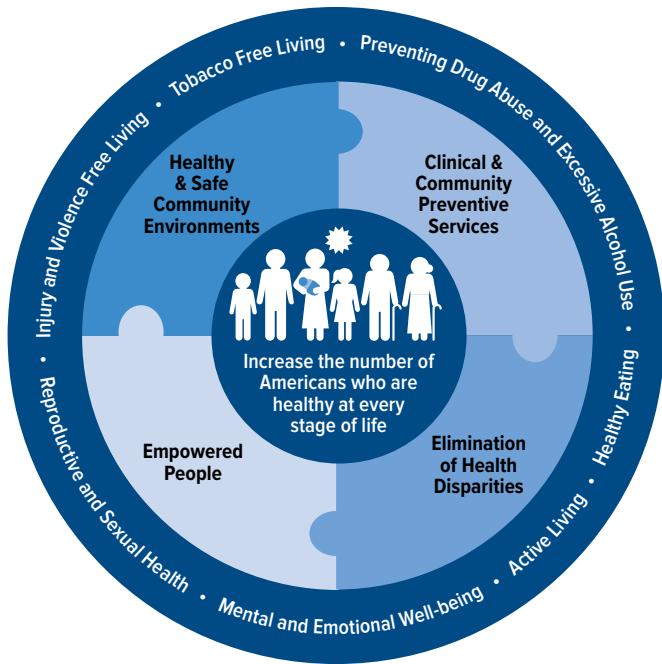 Tobacco Free Living
Preventing Drug Abuse and Excessive Alcohol Use
Healthy Eating
Active Living
Mental and Emotional Well-being
Reproductive and Sexual Health
Injury and Violence Free Living
Healthy
& Safe
Community
Environments
Clinical &
Community
Preventive
Services
Increase the number of
Americans who are
healthy at every
stage of life
Empowered
People
Elimination
of Health
Disparities